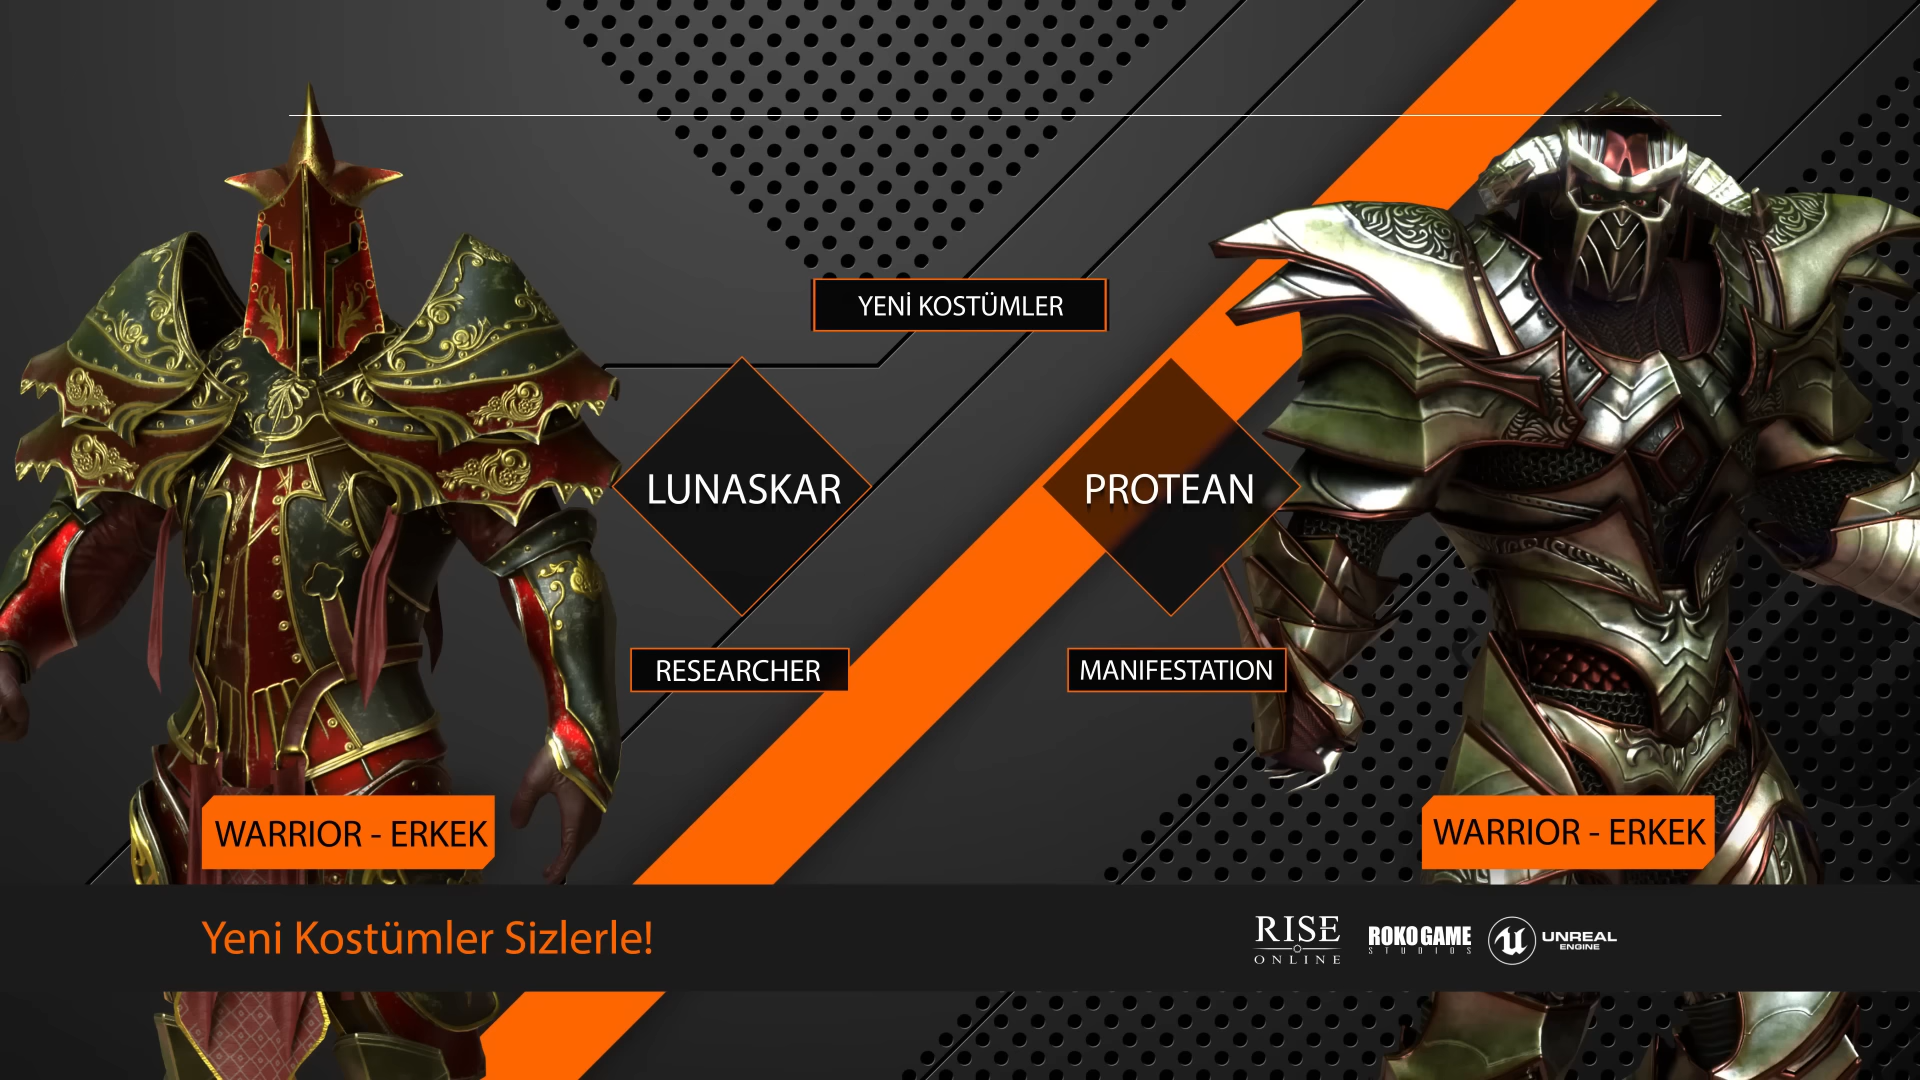 YENİ KOSTÜMLER
LUNASKAR
PROTEAN
RESEARCHER
MANIFESTATION
WARRIOR - ERKEK
WARRIOR - ERKEK
Yeni Kostümler Sizlerle!
RISE
ONLINE
ROKO GAME
STUDIOS
UNREAL
ENGINE